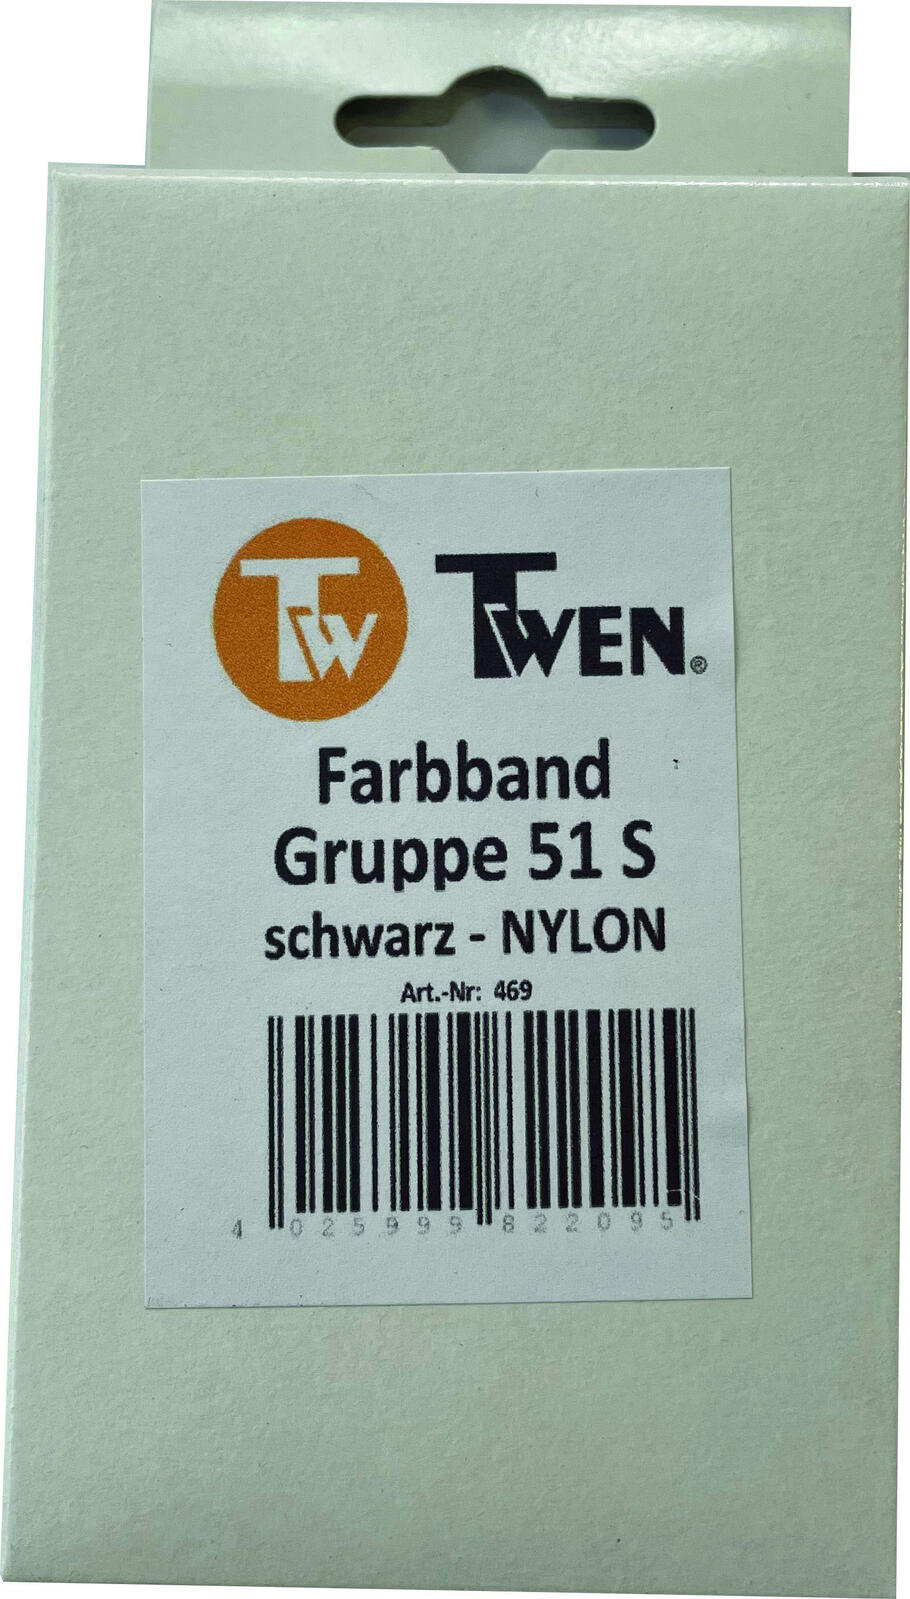 TW TWEN®
Farbband
Gruppe 51 S
schwarz - NYLON
Art.-Nr: 469
4 025999 822095